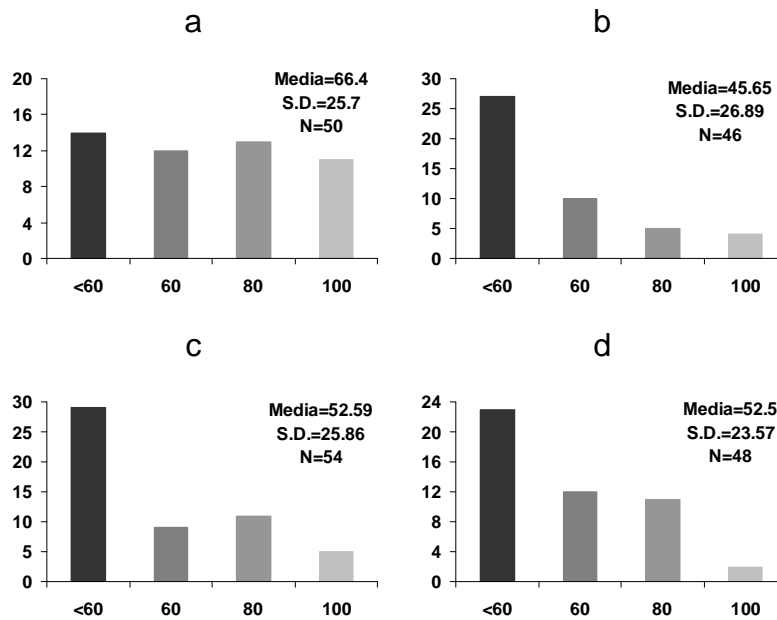 a
Media=66.4
S.D.=25.7
N=50
20
16
12
8
4
0
<60 60 80 100
b
Media=45.65
S.D.=26.89
N=46
30
25
20
15
10
5
0
<60 60 80 100
c
Media=52.59
S.D.=25.86
N=54
30
25
20
15
10
5
0
<60 60 80 100
d
Media=52.5
S.D.=23.57
N=48
24
20
16
12
8
4
0
<60 60 80 100